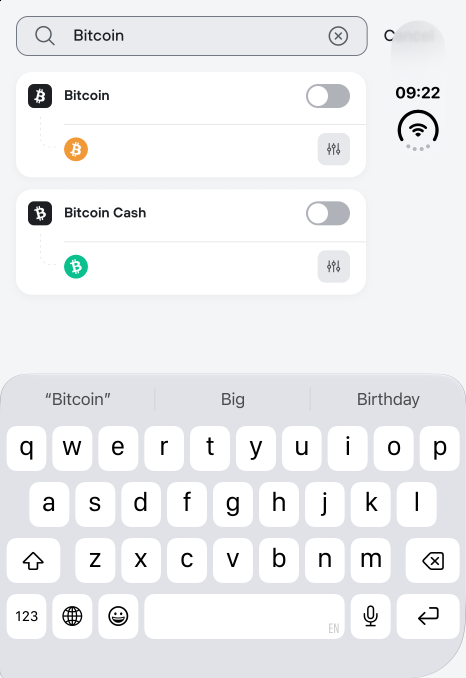 Bitcoin
09:22
Bitcoin
Bitcoin Cash
“Bitcoin” Big Birthday
q w e r t y u i o p
a s d f g h j k l
z x c v b n m
123 EN